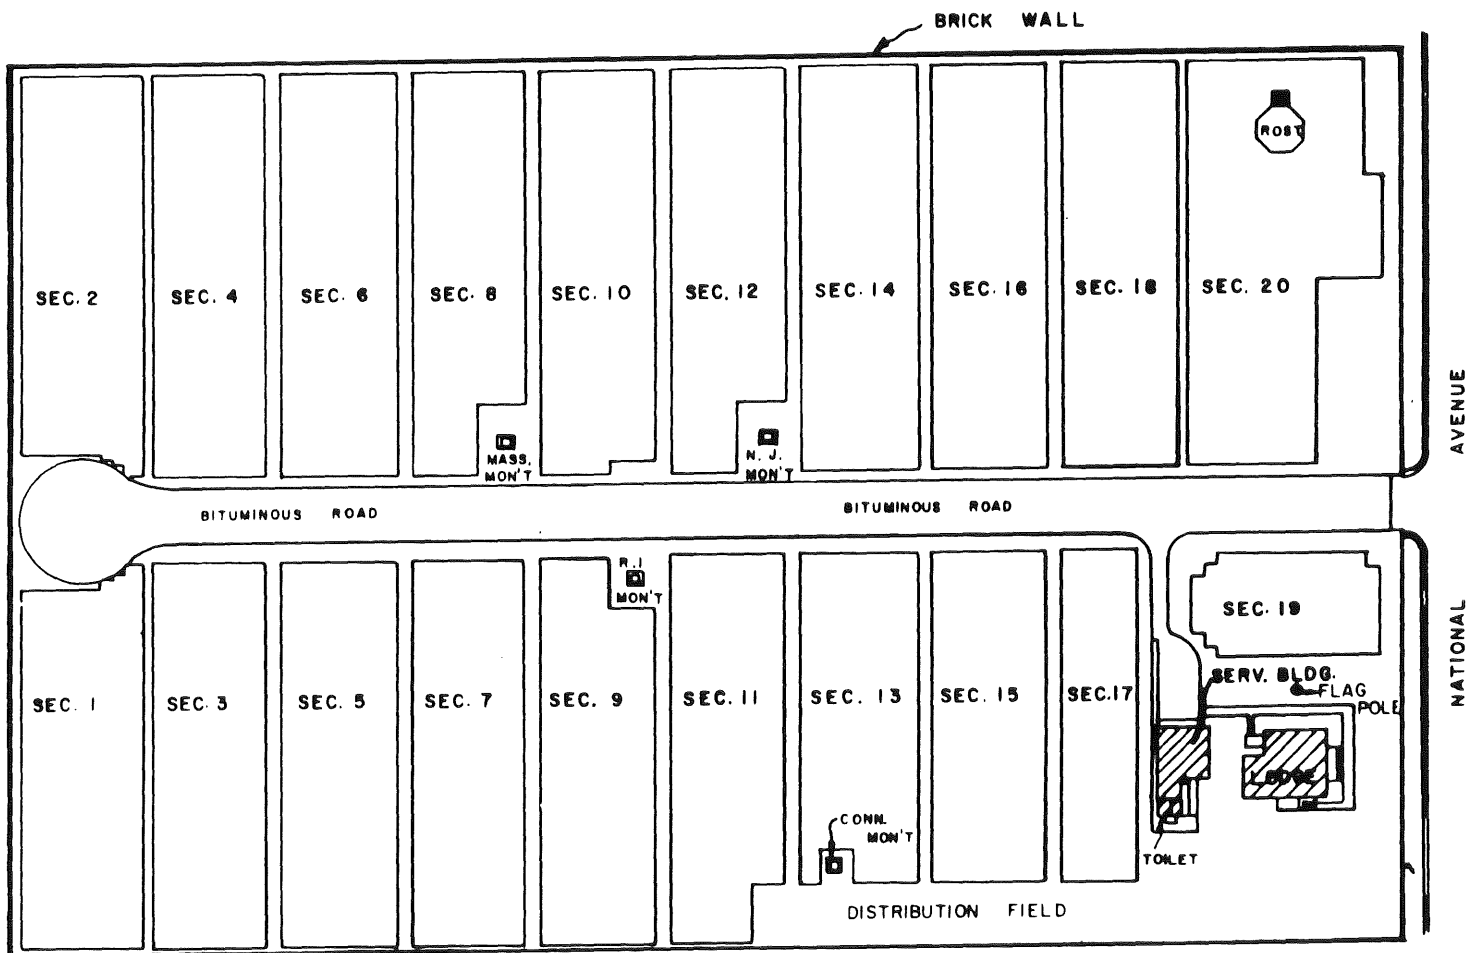 BRICK WALL
ROST.
SEC. 2
SEC. 4
SEC. 6
SEC. 8
SEC. 10
SEC. 12
SEC. 14
SEC. 16
SEC. 18
SEC. 20
AVENUE
MASS.
MON'T
N. J.
MON'T
BITUMINOUS ROAD
BITUMINOUS ROAD
R.I
MON'T
SEC. 19
NATIONAL
SEC. 1
SEC. 3
SEC. 5
SEC. 7
SEC. 9
SEC. 11
SEC. 13
SEC. 15
SEC. 17
SERV. BLDG.
FLAG
POLE
LODGE
CONN.
MON'T
TOILET
DISTRIBUTION FIELD